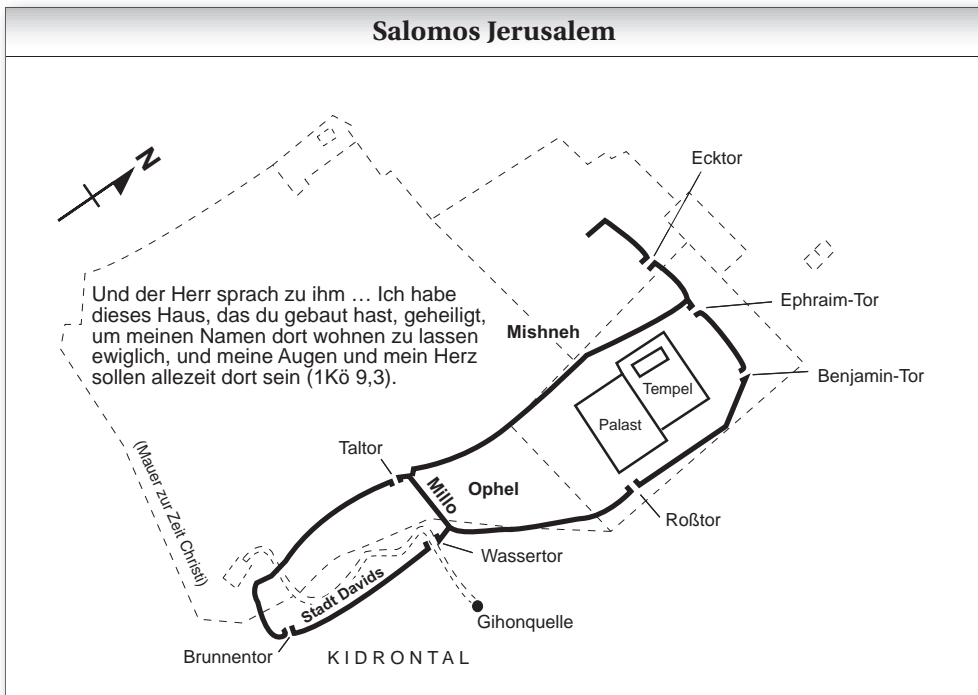 Salomos Jerusalem
N
Ecktor
Und der Herr sprach zu ihm … Ich habe
dieses Haus, das du gebaut hast, geheiligt,
um meinen Namen dort wohnen zu lassen
ewiglich, und meine Augen und mein Herz
sollen allezeit dort sein (1Kö 9,3).
Ephraim-Tor
Mishneh
Benjamin-Tor
Tempel
Palast
Taltor
(Mauer zur Zeit Christi)
Millo
Ophel
Roßtor
Wassertor
Stadt Davids
Gihonquelle
Brunnentor
KIDRONTAL